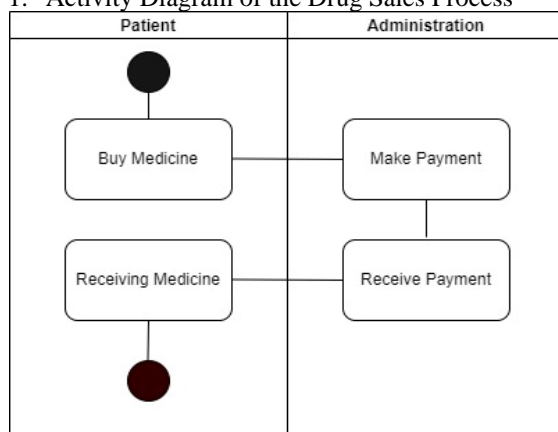 1. Activity Diagram of the Drug Sales Process
Patient
Administration
Buy Medicine
Make Payment
Receiving Medicine
Receive Payment